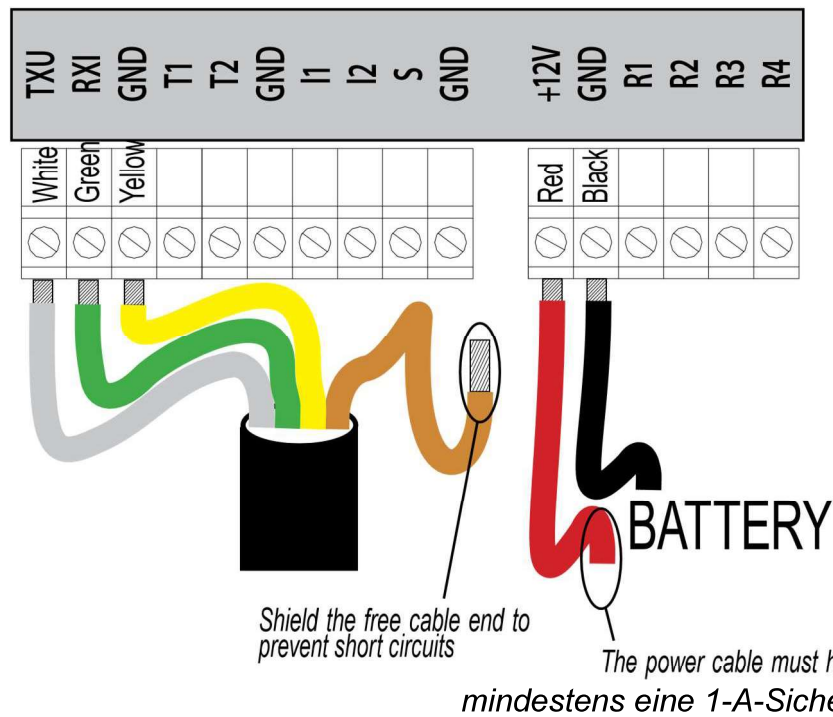 TXU RXI GND T1 T2 GND I1 I2 S GND +12V GND R1 R2 R3 R4
White Green Yellow Red Black
BATTERY
Shield the free cable end to
prevent short circuits
The power cable must
mindestens eine 1-A-